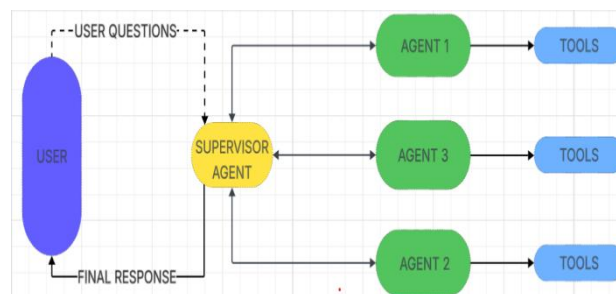 USER QUESTIONS
AGENT 1
TOOLS
USER
SUPERVISOR
AGENT
AGENT 3
TOOLS
AGENT 2
TOOLS
FINAL RESPONSE